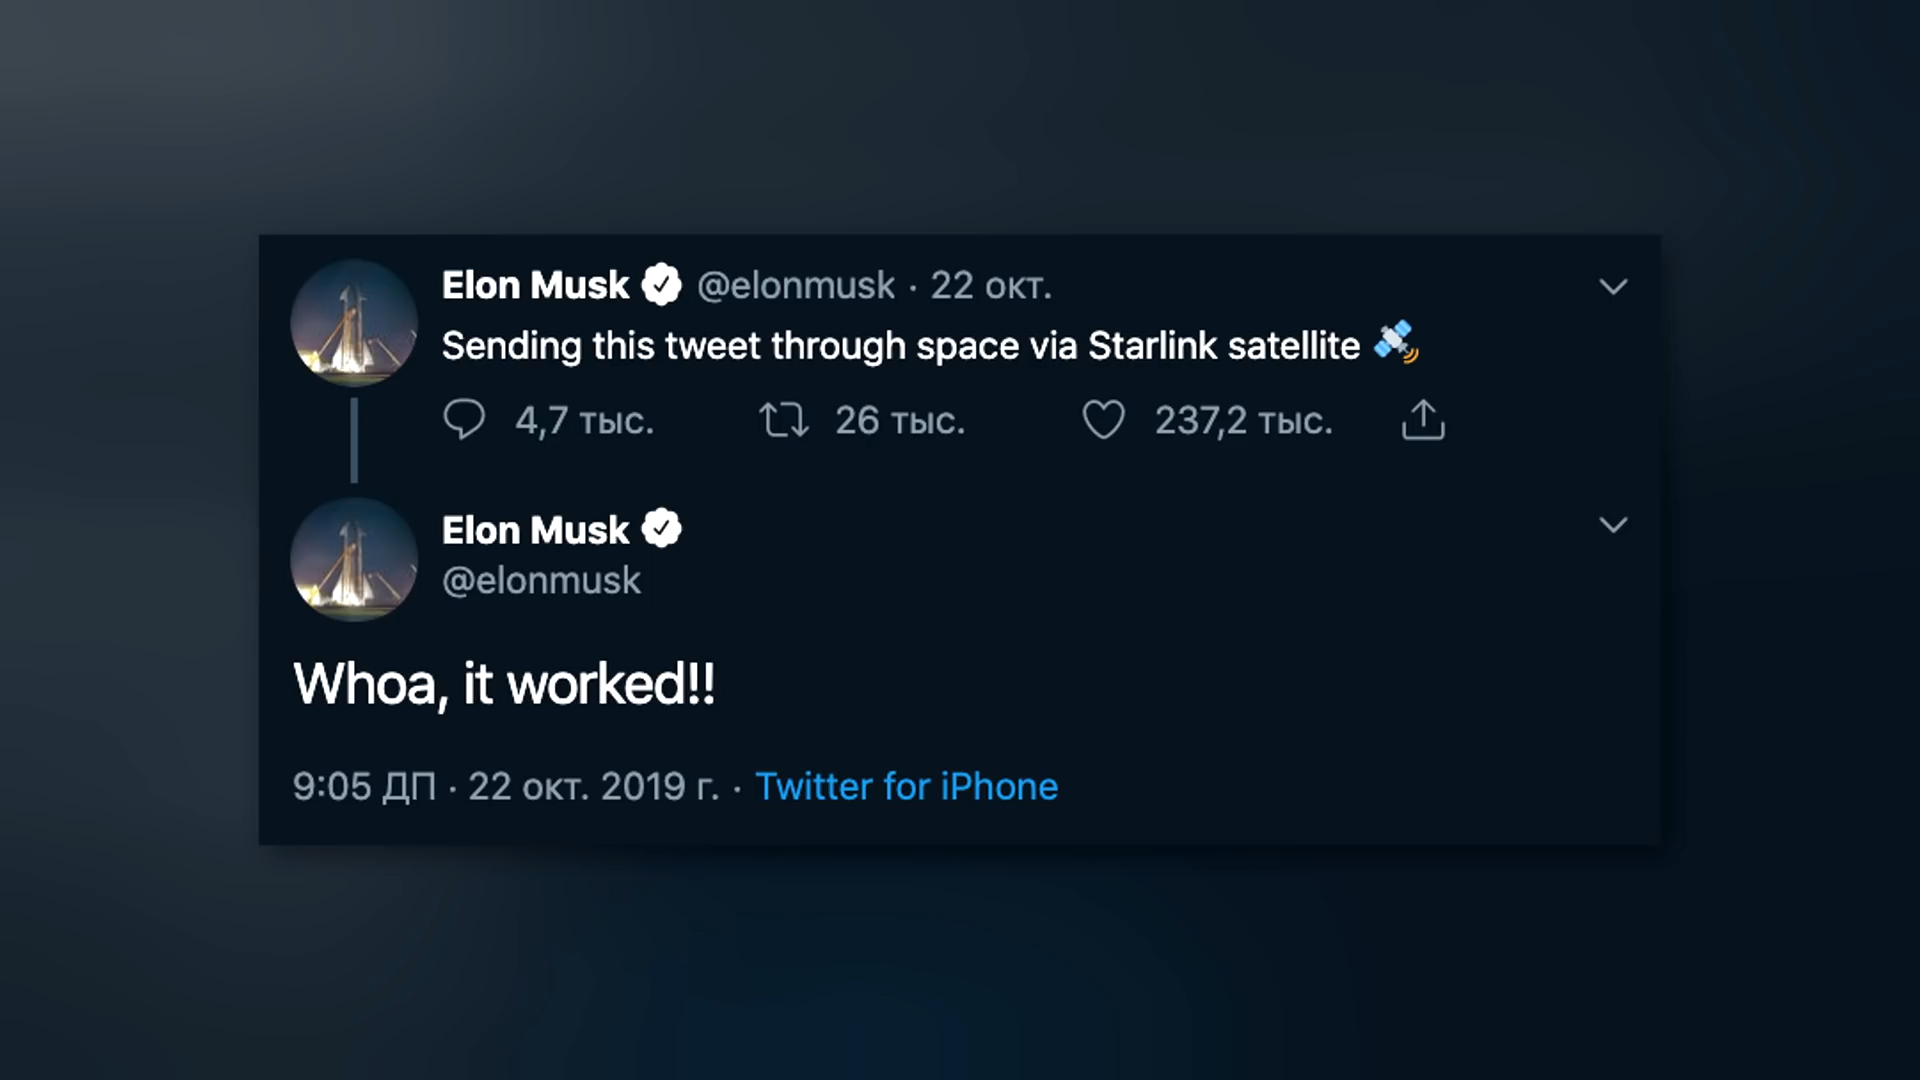 Elon Musk @elonmusk · 22 окт.
Sending this tweet through space via Starlink satellite 🛰
4,7 тыс. 26 тыс. 237,2 тыс.
Elon Musk
@elonmusk
Whoa, it worked!!
9:05 ДП · 22 окт. 2019 г. · Twitter for iPhone